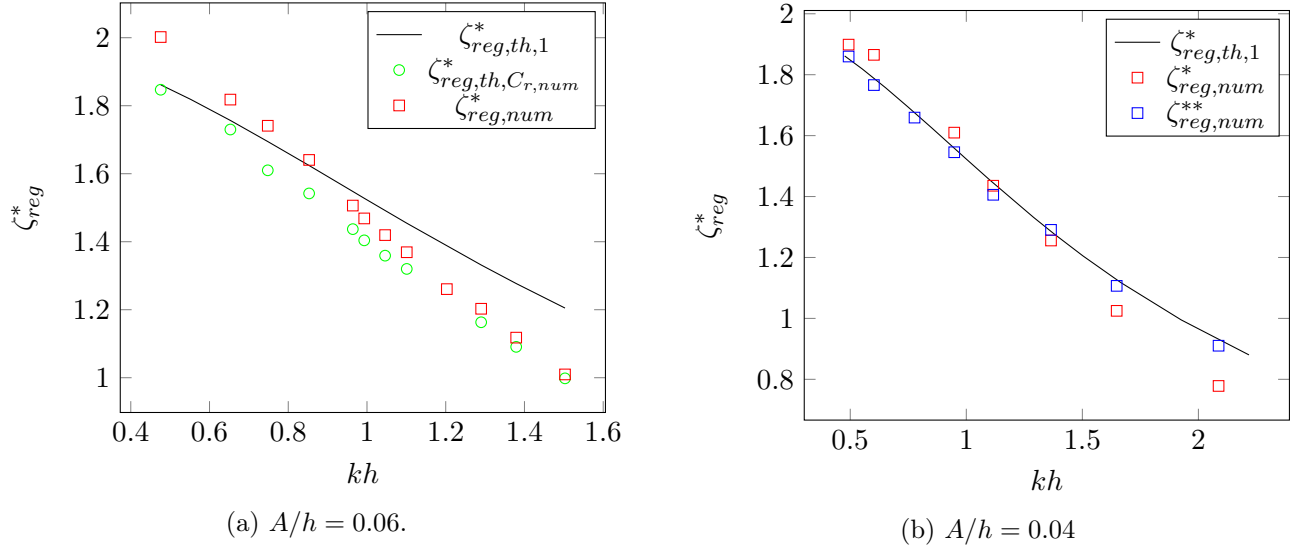 2
1.8
1.6
1.4
1.2
1
0.4 0.6 0.8 1 1.2 1.4 1.6
ζ*reg
kh
ζ*reg,th,1
ζ*reg,th,Cr,num
ζ*reg,num
(a) A/h = 0.06.
2
1.8
1.6
1.4
1.2
1
0.8
0.5 1 1.5 2
ζ*reg
kh
ζ*reg,th,1
ζ*reg,num
ζ**reg,num
(b) A/h = 0.04